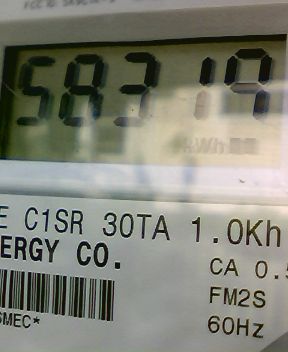 58319
kWh
E C1SR 30TA 1.0Kh
ERGY CO.
CA 0.5
FM2S
SMEC*
60Hz